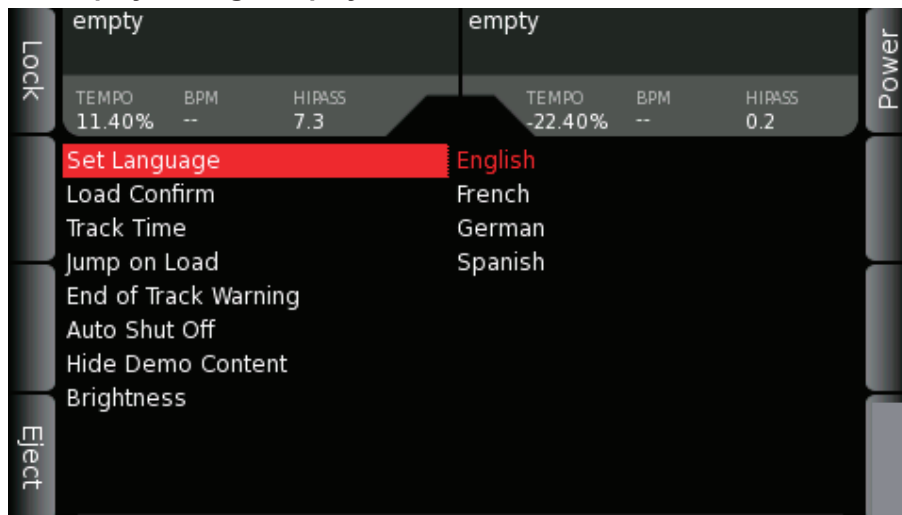 empty
empty
Lock
Power
TEMPO BPM HIPASS
11.40% -- 7.3
TEMPO BPM HIPASS
-22.40% -- 0.2
Set Language
Load Confirm
Track Time
Jump on Load
End of Track Warning
Auto Shut Off
Hide Demo Content
Brightness
English
French
German
Spanish
Eject